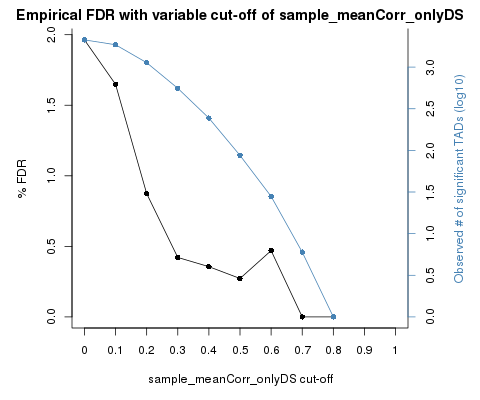 Empirical FDR with variable cut-off of sample_meanCorr_onlyDS
% FDR
2.0
1.5
1.0
0.5
0.0
0 0.1 0.2 0.3 0.4 0.5 0.6 0.7 0.8 0.9 1
sample_meanCorr_onlyDS cut-off
3.0
2.5
2.0
1.5
1.0
0.5
0.0
Observed # of significant TADs (log10)